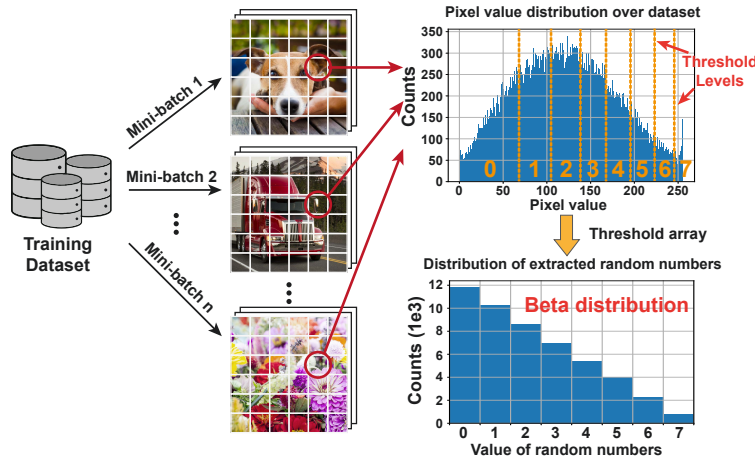 Mini-batch 1
Mini-batch 2
Mini-batch n
Training
Dataset
Pixel value distribution over dataset
Counts
350
300
250
200
150
100
50
0
0 1 2 3 4 5 6 7
Threshold
Levels
0 50 100 150 200 250
Pixel value
Threshold array
Distribution of extracted random numbers
Beta distribution
Counts (1e3)
12
10
8
6
4
2
0
0 1 2 3 4 5 6 7
Value of random numbers